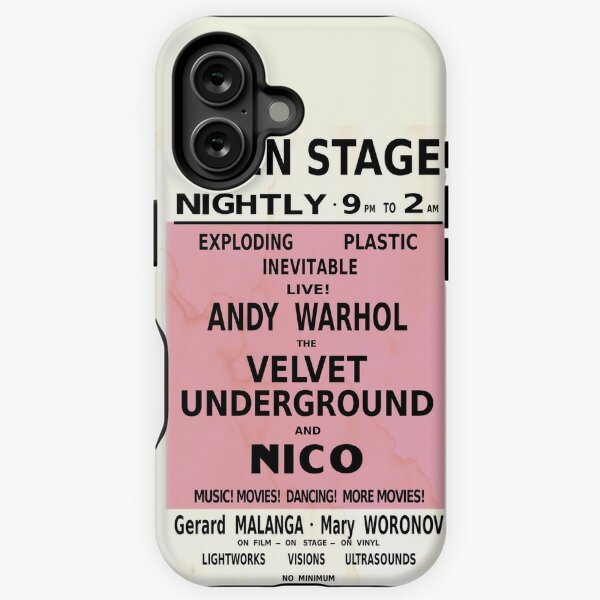 EN STAGE
NIGHTLY · 9 PM TO 2 AM
EXPLODING PLASTIC
INEVITABLE
LIVE!
ANDY WARHOL
THE
VELVET
UNDERGROUND
AND
NICO
MUSIC! MOVIES! DANCING! MORE MOVIES!
Gerard MALANGA · Mary WORONOV
ON FILM – ON STAGE – ON VINYL
LIGHTWORKS VISIONS ULTRASOUNDS
NO MINIMUM